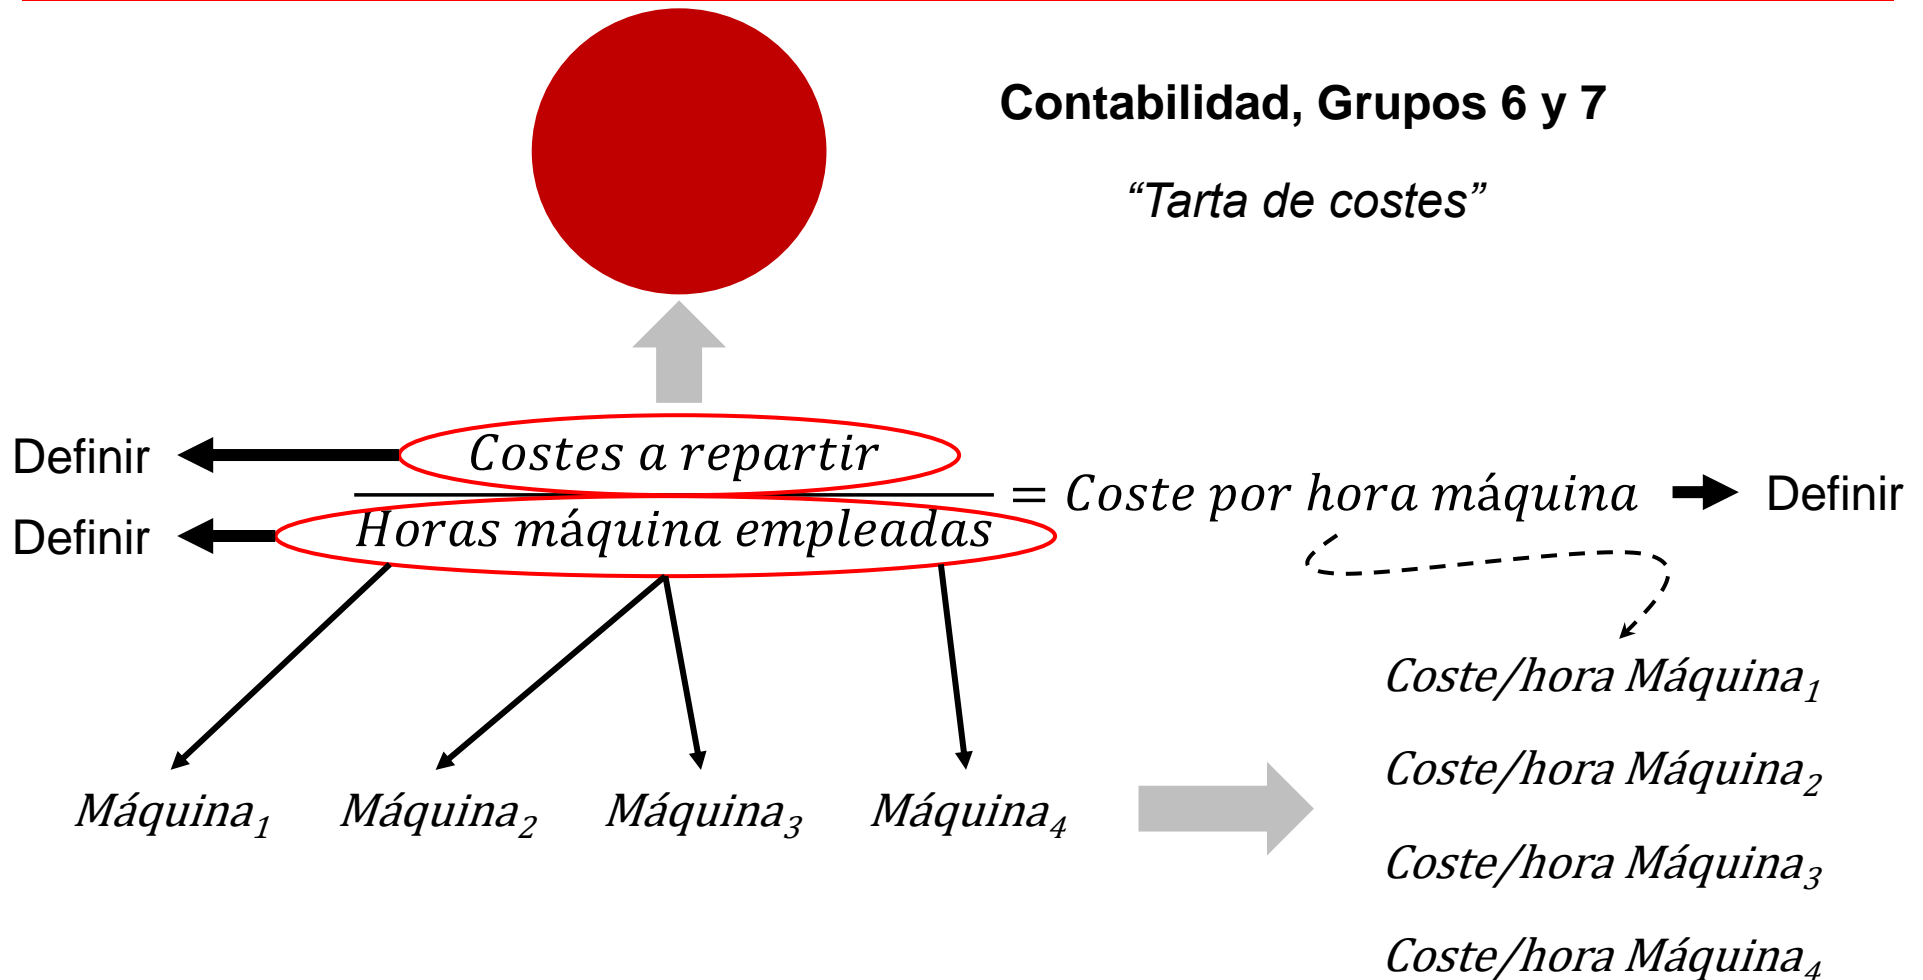 Contabilidad, Grupos 6 y 7
“Tarta de costes”
Definir
Costes a repartir
Definir
Horas máquina empleadas
= Coste por hora máquina
Definir
Máquina₁
Máquina₂
Máquina₃
Máquina₄
Coste/hora Máquina₁
Coste/hora Máquina₂
Coste/hora Máquina₃
Coste/hora Máquina₄